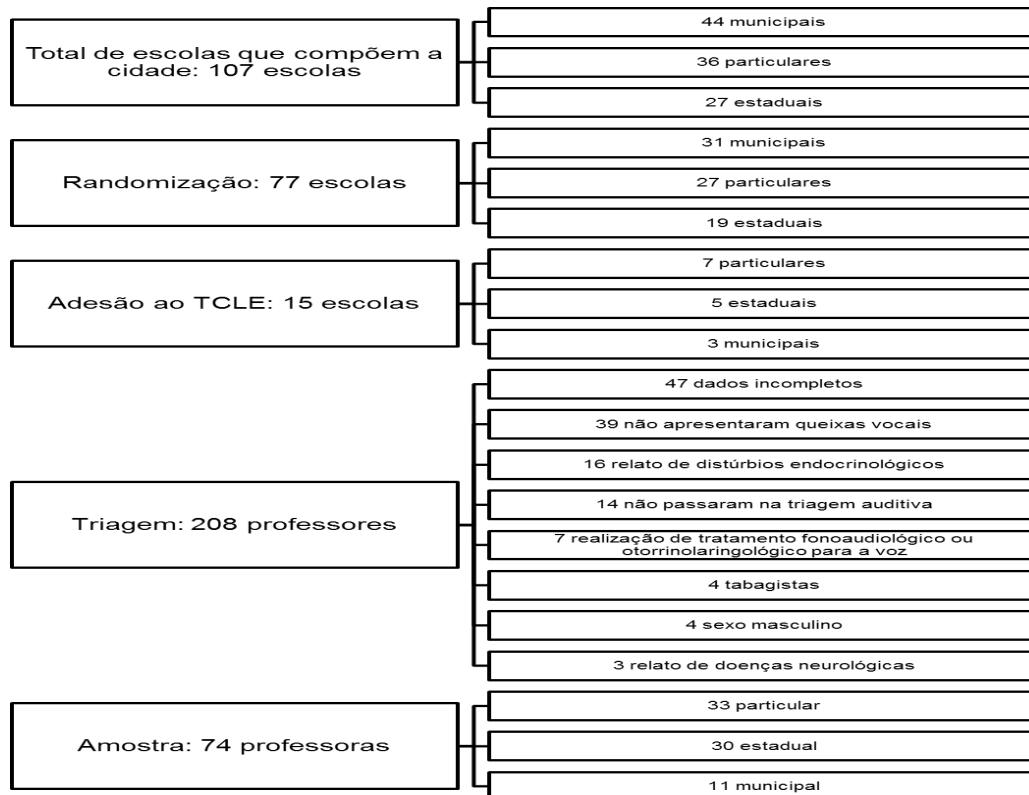 Total de escolas que compõem a
cidade: 107 escolas
44 municipais
36 particulares
27 estaduais
Randomização: 77 escolas
31 municipais
27 particulares
19 estaduais
Adesão ao TCLE: 15 escolas
7 particulares
5 estaduais
3 municipais
Triagem: 208 professores
47 dados incompletos
39 não apresentaram queixas vocais
16 relato de distúrbios endocrinológicos
14 não passaram na triagem auditiva
7 realização de tratamento fonoaudiológico ou
otorrinolaringológico para a voz
4 tabagistas
4 sexo masculino
3 relato de doenças neurológicas
Amostra: 74 professoras
33 particular
30 estadual
11 municipal